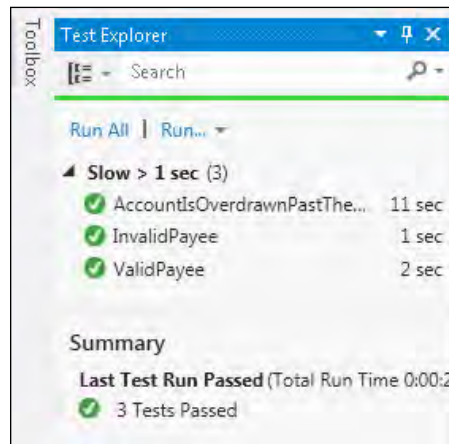 Toolbox
Test Explorer
Search
Run All | Run...
Slow > 1 sec (3)
AccountIsOverdrawnPastThe... 11 sec
InvalidPayee 1 sec
ValidPayee 2 sec
Summary
Last Test Run Passed (Total Run Time 0:00:2
3 Tests Passed